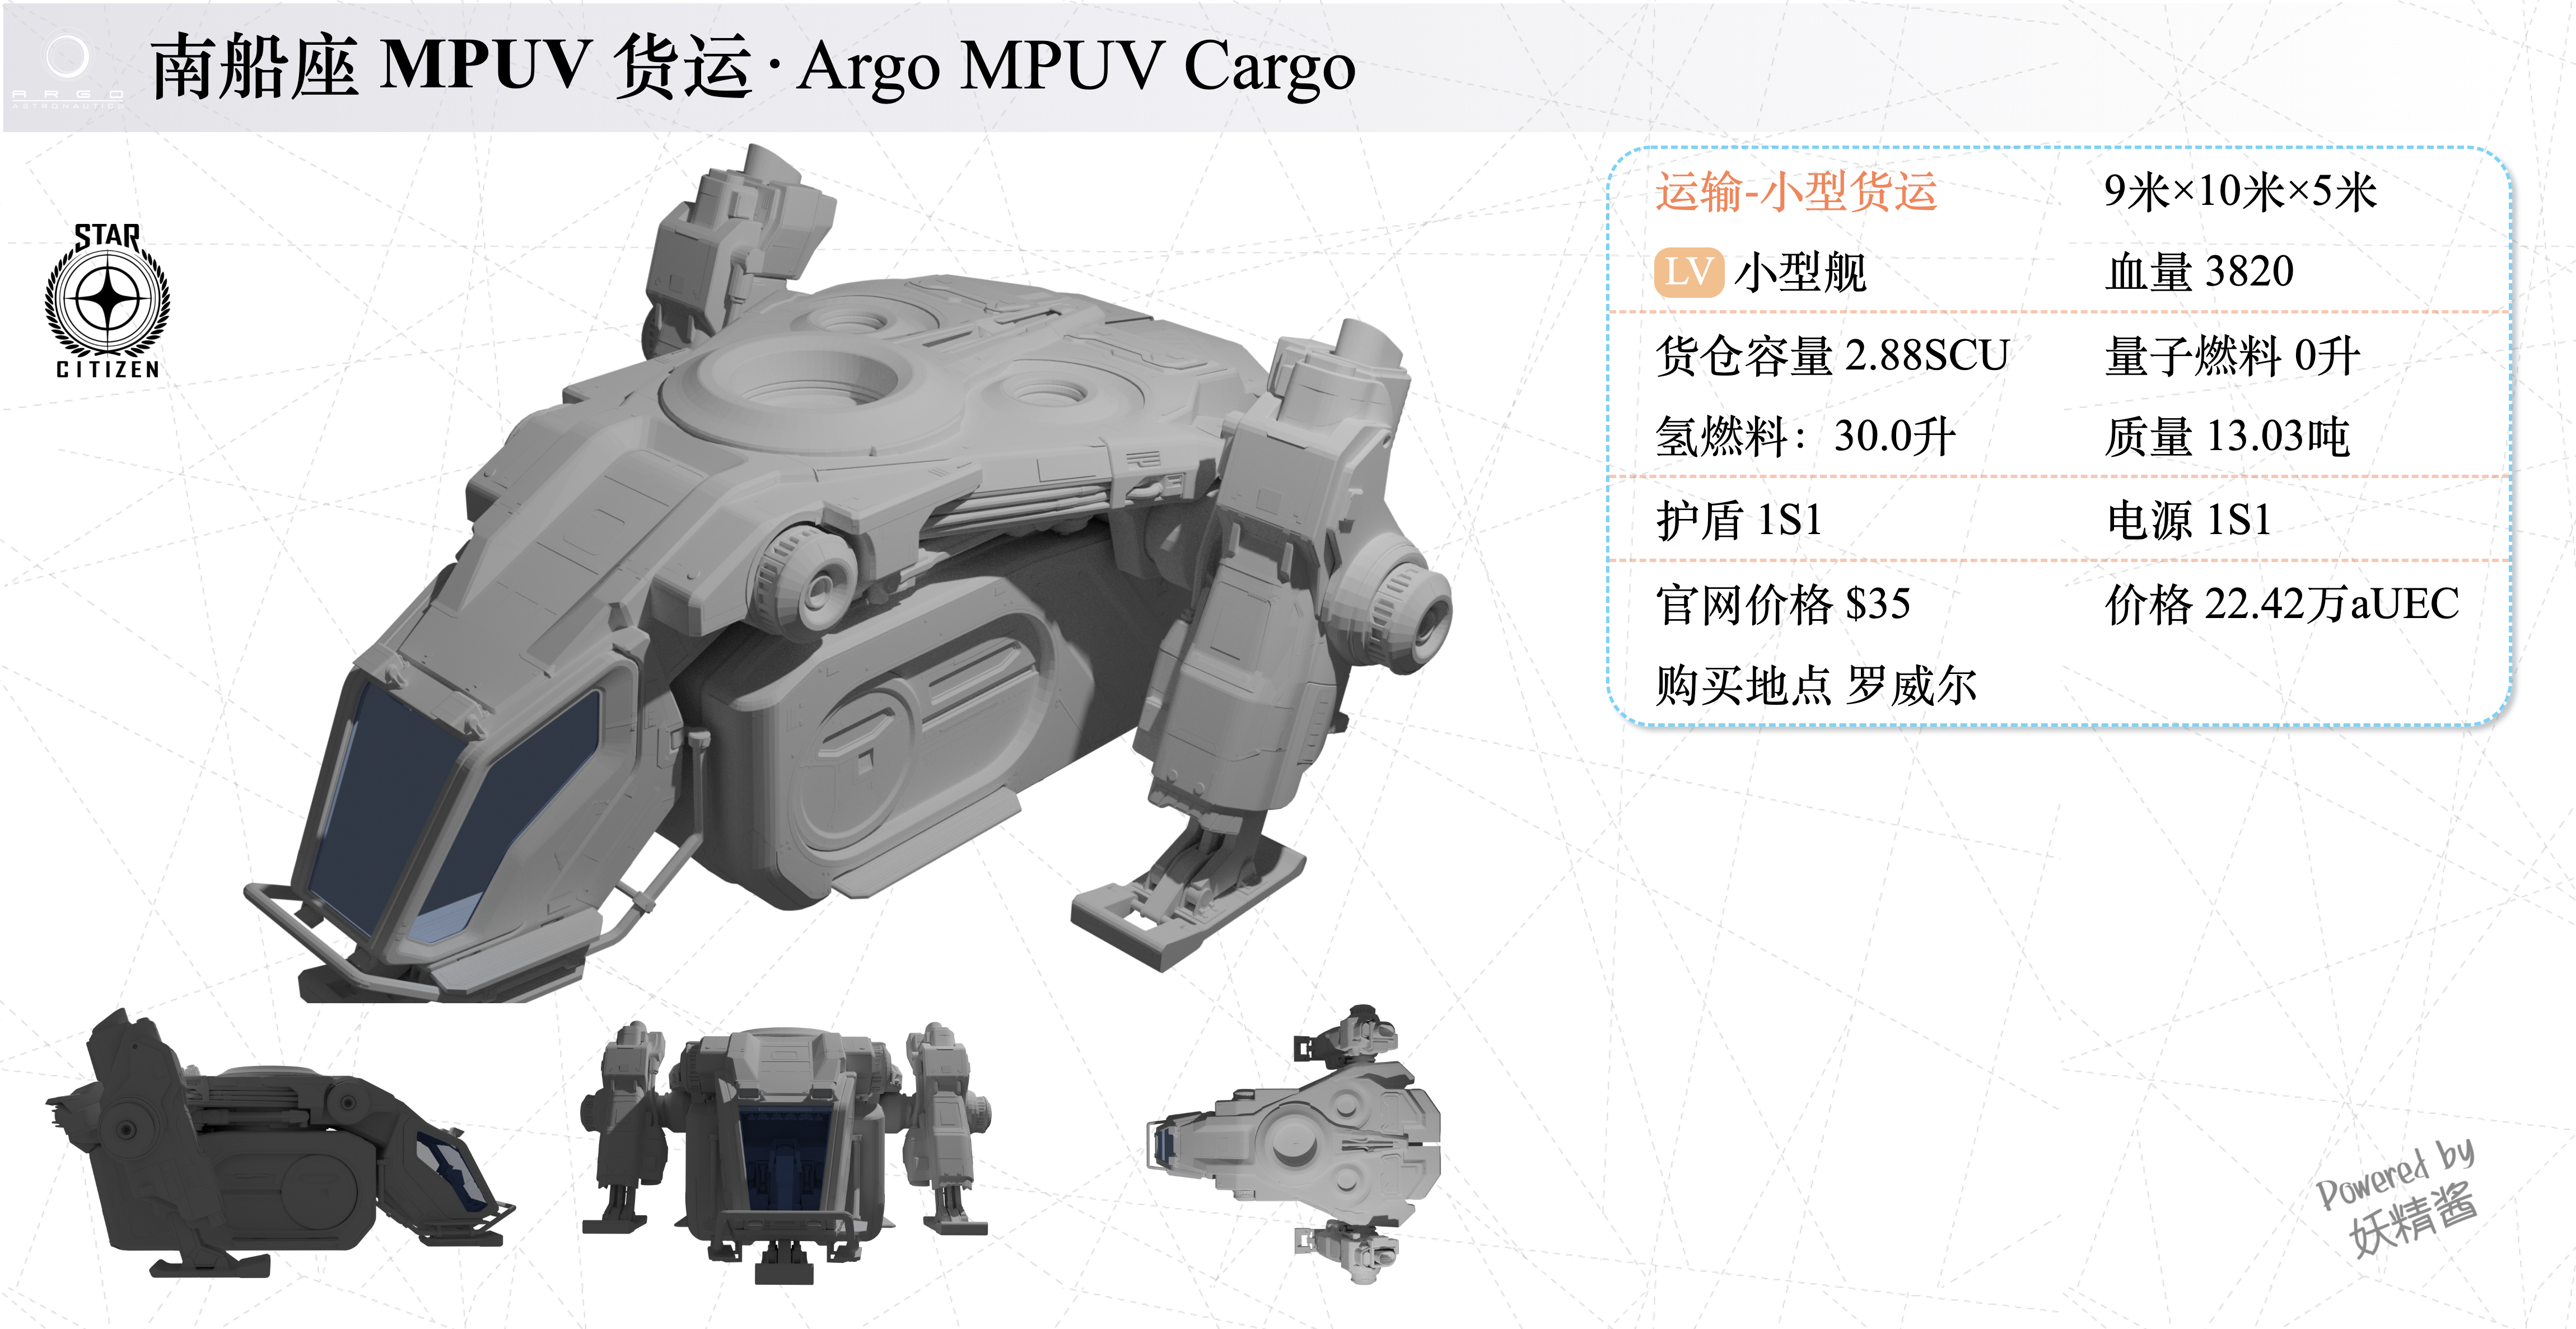 南船座 MPUV 货运·Argo MPUV Cargo
ARGO
ASTRONAUTICS
STAR
CITIZEN
运输-小型货运 9米×10米×5米
LV 小型舰 血量 3820
货仓容量 2.88SCU 量子燃料 0升
氢燃料：30.0升 质量 13.03吨
护盾 1S1 电源 1S1
官网价格 $35 价格 22.42万aUEC
购买地点 罗威尔
Powered by
妖精酱